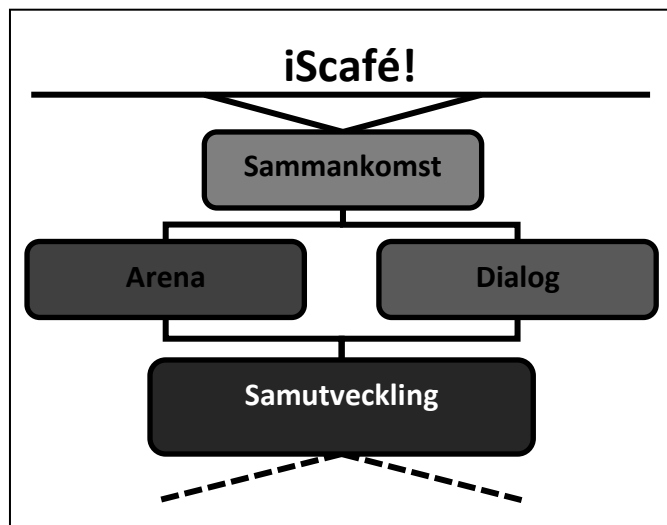 iScafé!
Sammankomst
Arena
Dialog
Samutveckling